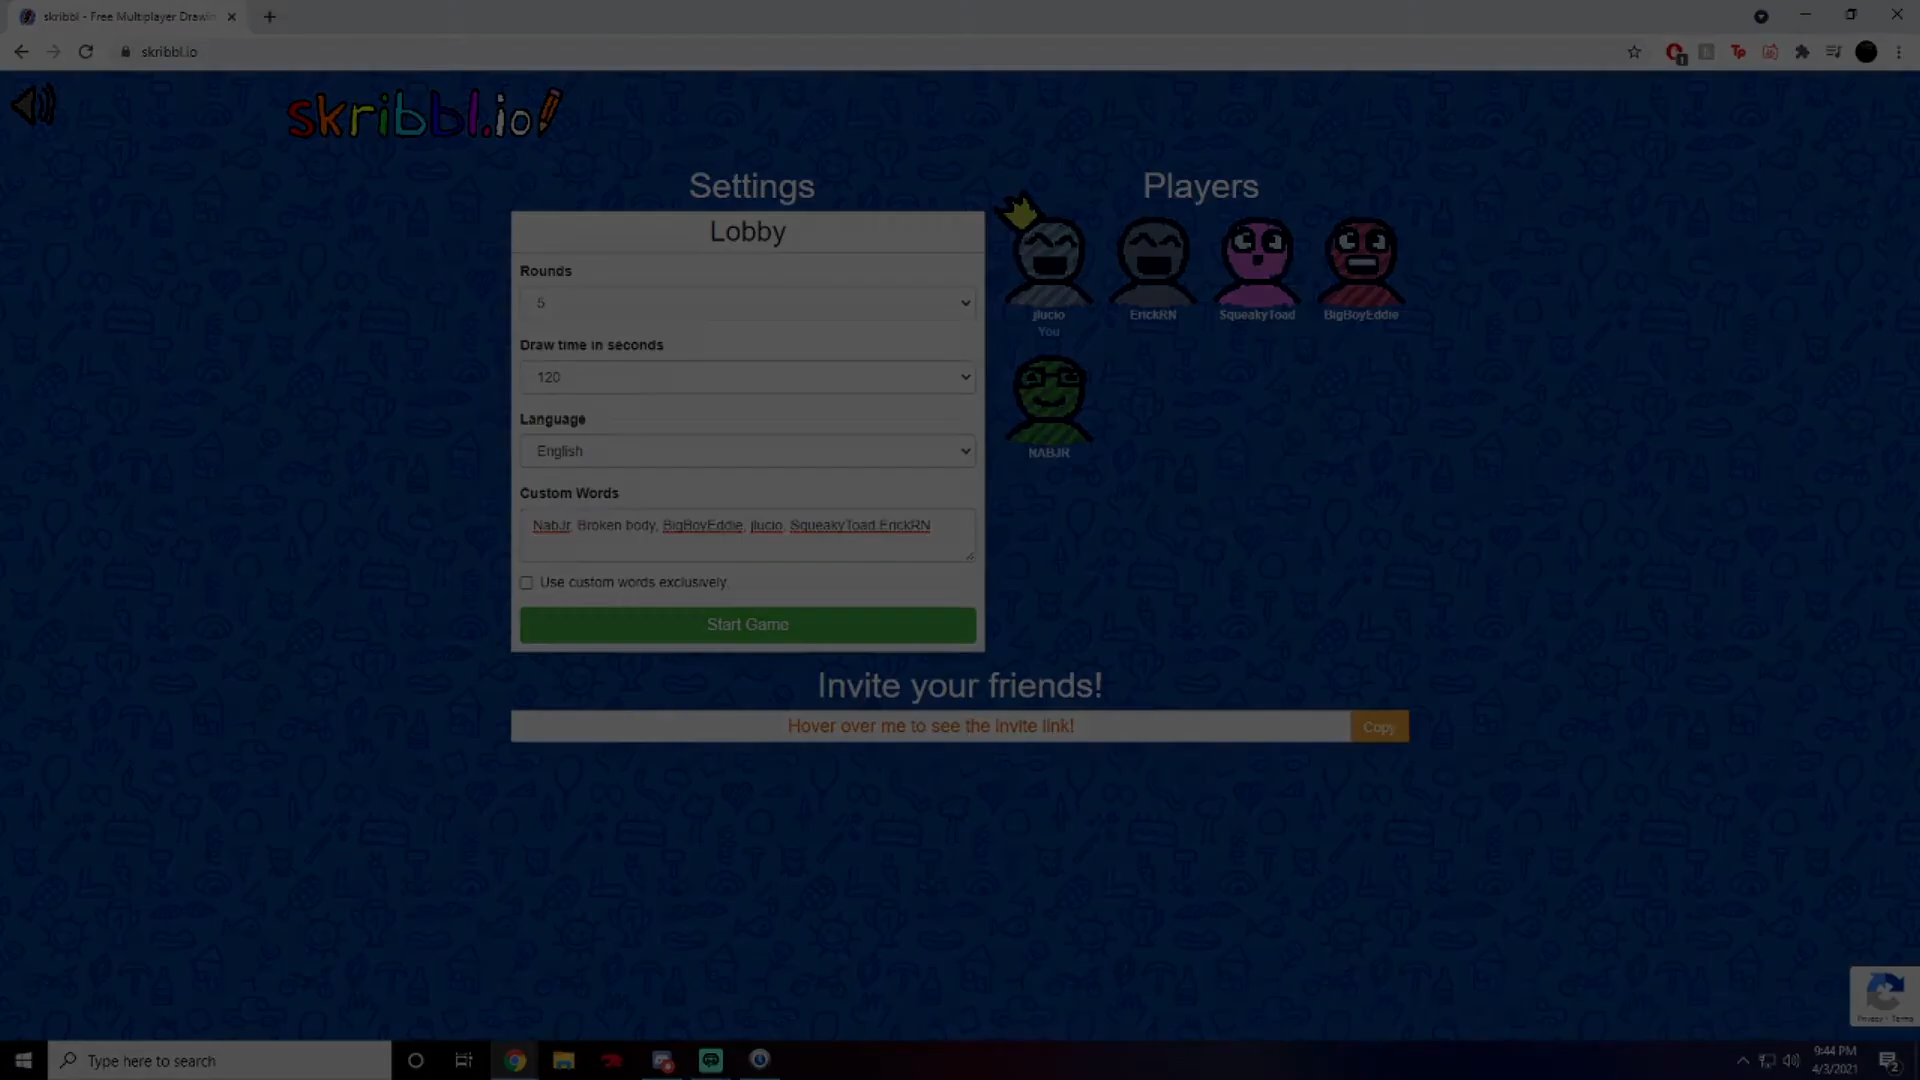 skribbl - Free Multiplayer Drawin
skribbl.io
skribbl.io
Settings
Players
Lobby
Rounds
5
Draw time in seconds
120
Language
English
Custom Words
NabJr, Broken body, BigBoyEddie, jlucio, SqueakyToad,ErickRN
Use custom words exclusively.
Start Game
jlucio
You
ErickRN
SqueakyToad
BigBoyEddie
NABJR
Invite your friends!
Hover over me to see the invite link!
Copy
Privacy - Terms
Type here to search
9:44 PM
4/3/2021
2